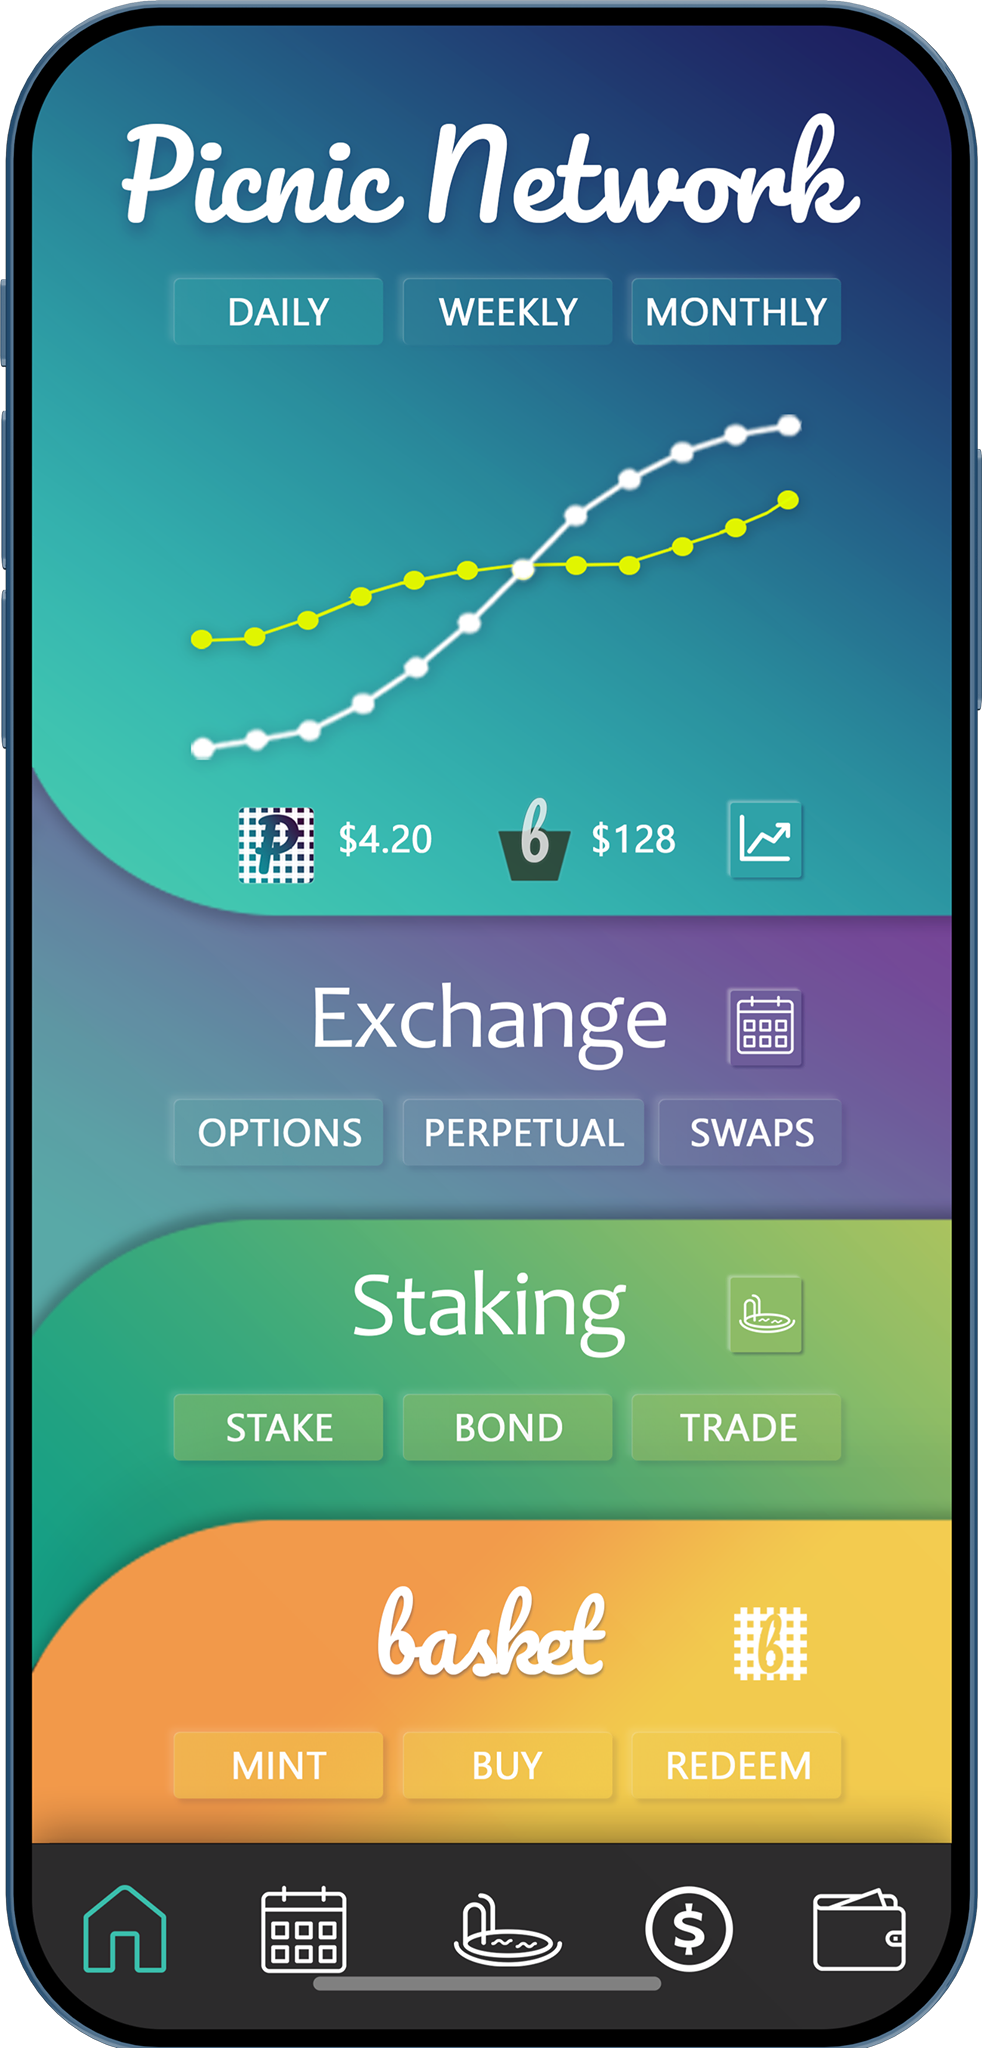 Picnic Network
DAILY WEEKLY MONTHLY
P $4.20 b $128
Exchange
OPTIONS PERPETUAL SWAPS
Staking
STAKE BOND TRADE
basket b
MINT BUY REDEEM
$